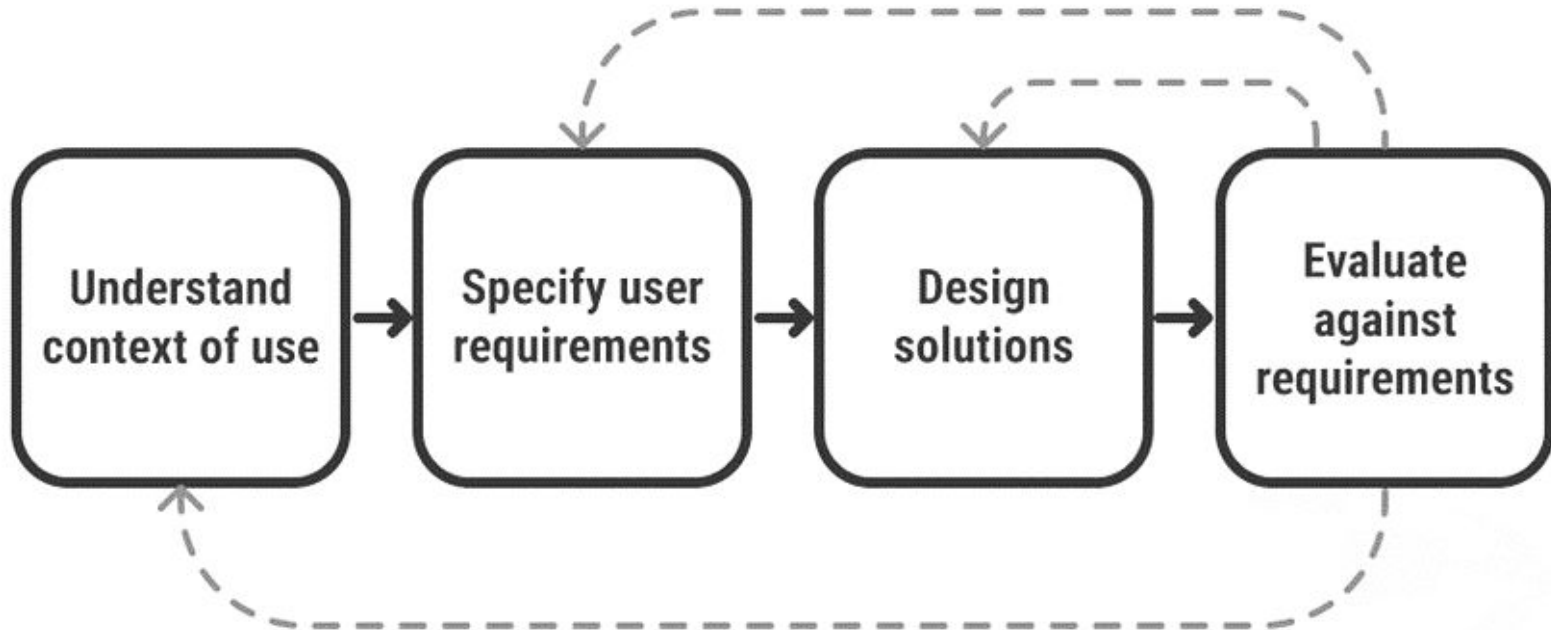 Understand
context of use
Specify user
requirements
Design
solutions
Evaluate
against
requirements